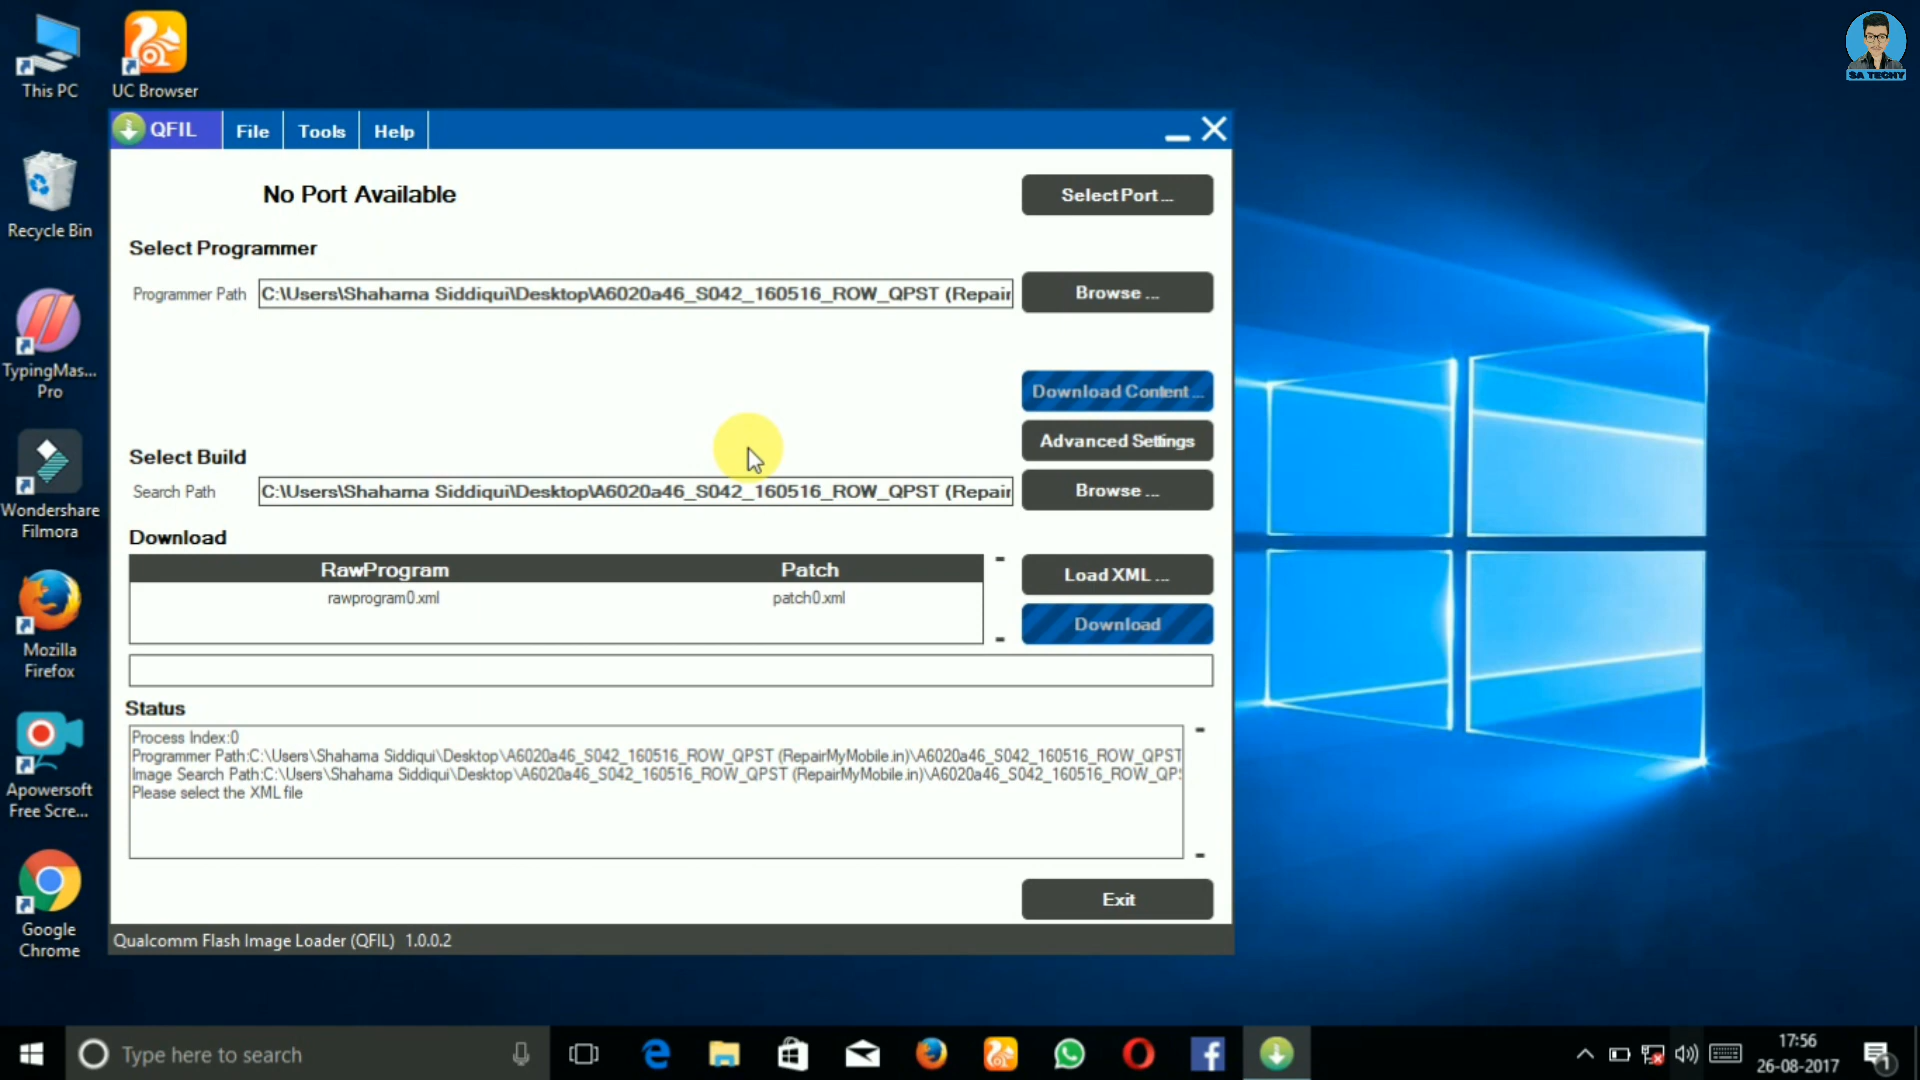 This PC
UC Browser
SA TECHY
Recycle Bin
TypingMas...
Pro
Wondershare
Filmora
Mozilla
Firefox
Apowersoft
Free Scre...
Google
Chrome
QFIL
File
Tools
Help
No Port Available
Select Port ...
Select Programmer
Programmer Path
C:\Users\Shahama Siddiqui\Desktop\A6020a46_S042_160516_ROW_QPST (Repair
Browse ...
Download Content ...
Advanced Settings
Select Build
Search Path
C:\Users\Shahama Siddiqui\Desktop\A6020a46_S042_160516_ROW_QPST (Repair
Browse ...
Download
RawProgram Patch
rawprogram0.xml patch0.xml
Load XML ...
Download
Status
Process Index:0
Programmer Path:C:\Users\Shahama Siddiqui\Desktop\A6020a46_S042_160516_ROW_QPST (RepairMyMobile.in)\A6020a46_S042_160516_ROW_QPST
Image Search Path:C:\Users\Shahama Siddiqui\Desktop\A6020a46_S042_160516_ROW_QPST (RepairMyMobile.in)\A6020a46_S042_160516_ROW_QP
Please select the XML file
Exit
Qualcomm Flash Image Loader (QFIL) 1.0.0.2
Type here to search
17:56
26-08-2017
1